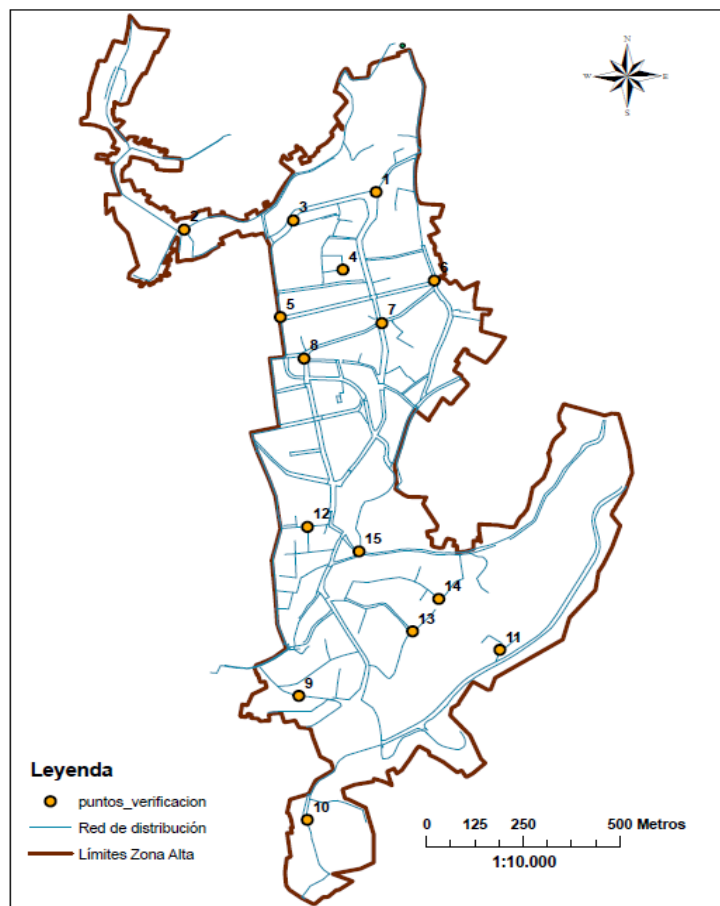 N
W E
S
1
2
3
4
6
5
7
8
12
15
14
13
11
9
10
Leyenda
puntos_verificacion
Red de distribución
Límites Zona Alta
0 125 250 500 Metros
1:10.000